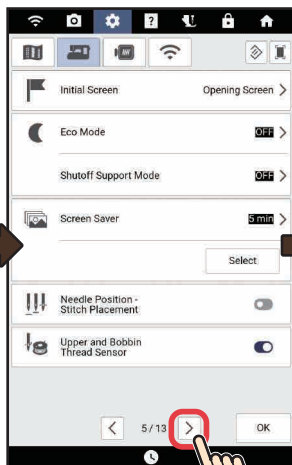 ?
Initial Screen
Opening Screen >
Eco Mode
OFF >
Shutoff Support Mode
OFF >
Screen Saver
5 min >
Select
Needle Position -
Stitch Placement
Upper and Bobbin
Thread Sensor
< 5 / 13 > OK